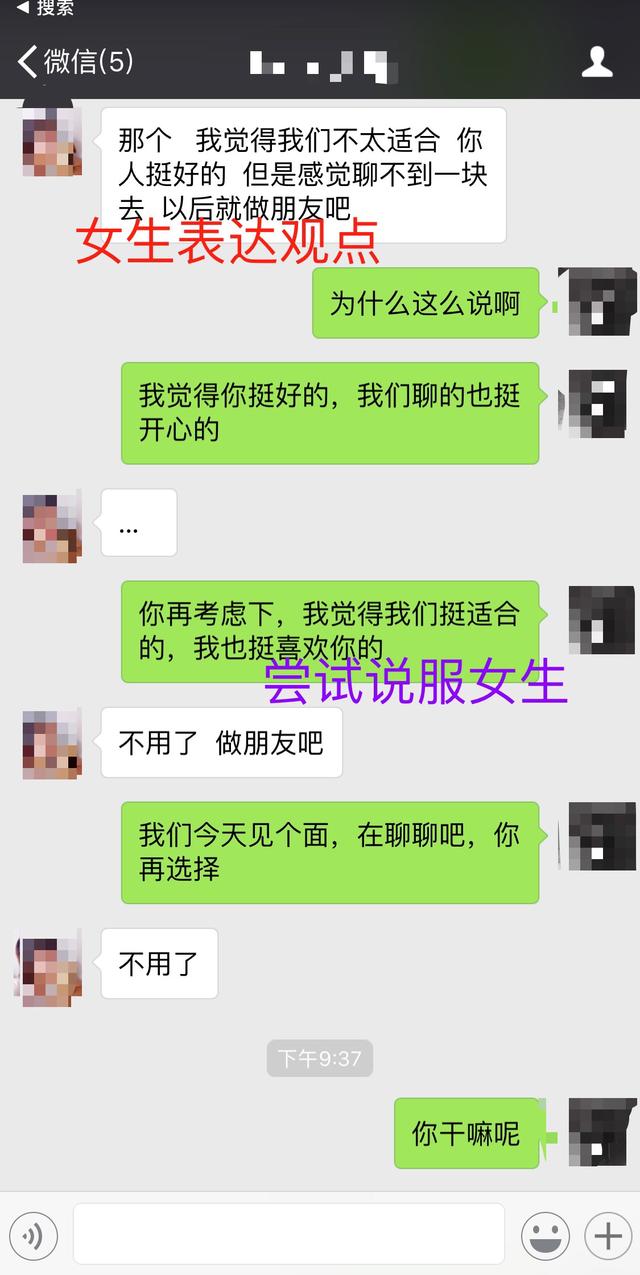 搜索
微信(5)
那个 我觉得我们不太适合 你
人挺好的 但是感觉聊不到一块
去 以后就做朋友吧
女生表达观点
为什么这么说啊
我觉得你挺好的，我们聊的也挺
开心的
...
你再考虑下，我觉得我们挺适合
的，我也挺喜欢你的
尝试说服女生
不用了 做朋友吧
我们今天见个面，在聊聊吧，你
再选择
不用了
下午9:37
你干嘛呢